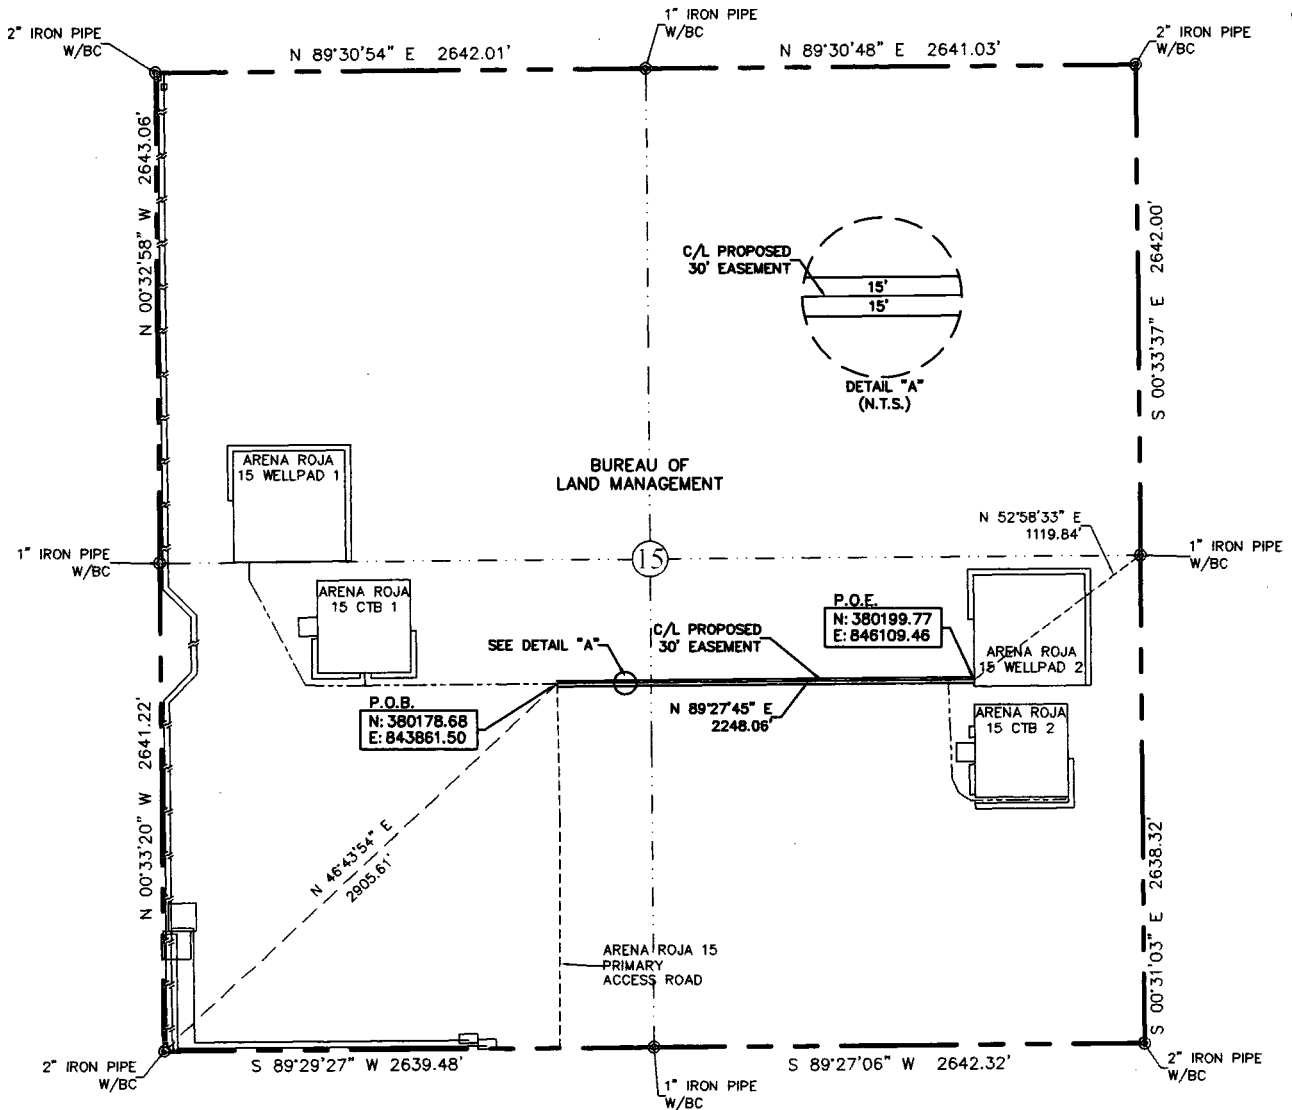 2" IRON PIPE
W/BC
N 89°30'54" E 2642.01'
1" IRON PIPE
W/BC
N 89°30'48" E 2641.03'
2" IRON PIPE
W/BC
N 00°32'58" W 2643.06'
S 00°33'37" E 2642.00'
C/L PROPOSED
30' EASEMENT
15'
15'
DETAIL "A"
(N.T.S.)
ARENA ROJA
15 WELLPAD 1
BUREAU OF
LAND MANAGEMENT
N 52°58'33" E
1119.84'
1" IRON PIPE
W/BC
15
1" IRON PIPE
W/BC
ARENA ROJA
15 CTB 1
P.O.E.
N: 380199.77
E: 846109.46
SEE DETAIL "A"
C/L PROPOSED
30' EASEMENT
ARENA ROJA
15 WELLPAD 2
P.O.B.
N: 380178.68
E: 843861.50
N 89°27'45" E
2248.06'
ARENA ROJA
15 CTB 2
N 00°33'20" W 2641.22'
N 46°43'54" E
2905.61'
S 00°31'03" E 2638.32'
ARENA ROJA 15
PRIMARY
ACCESS ROAD
2" IRON PIPE
W/BC
S 89°29'27" W 2639.48'
1" IRON PIPE
W/BC
S 89°27'06" W 2642.32'
2" IRON PIPE
W/BC